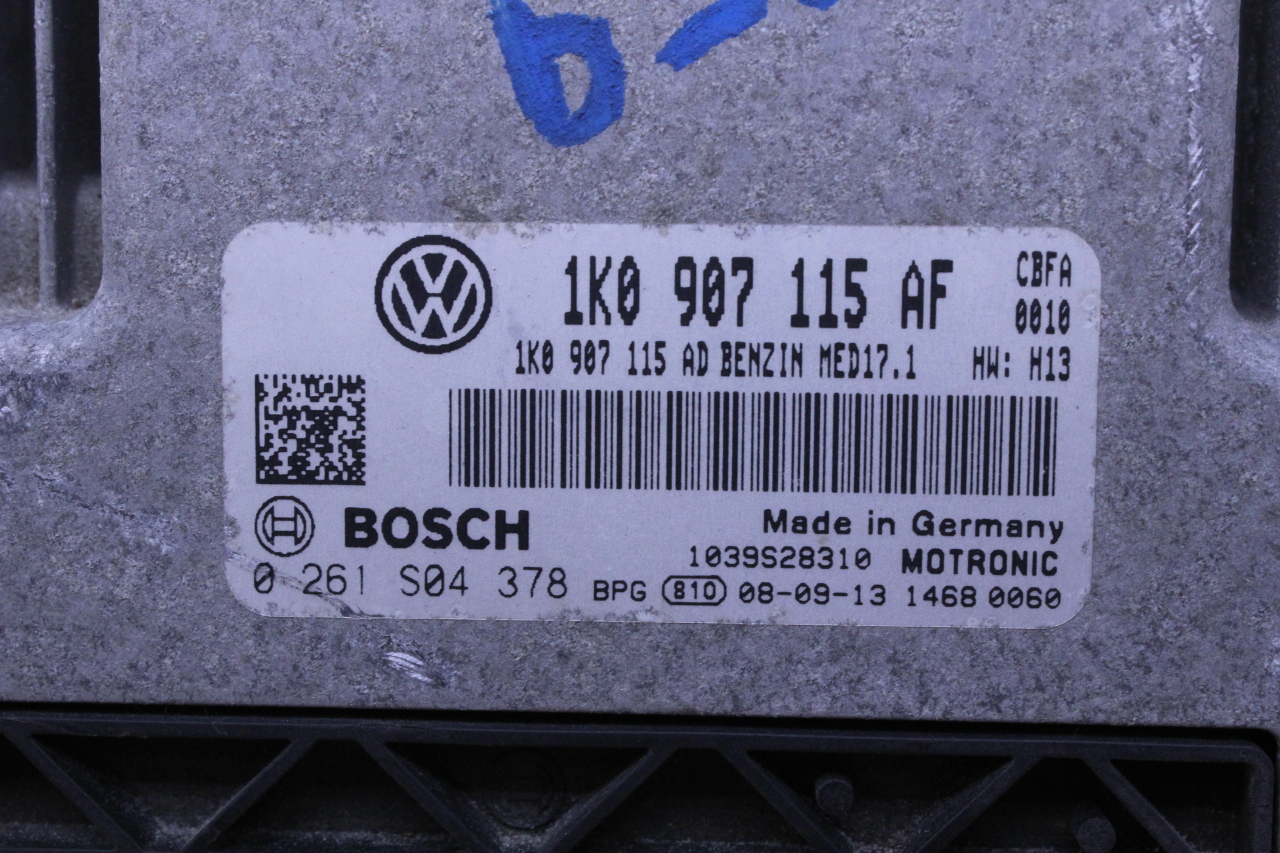 1K0 907 115 AF
CBFA
0010
1K0 907 115 AD BENZIN MED17.1 HW: H13
BOSCH
Made in Germany
1039S28310 MOTRONIC
0 261 S04 378 BPG 810 08-09-13 1468 0060